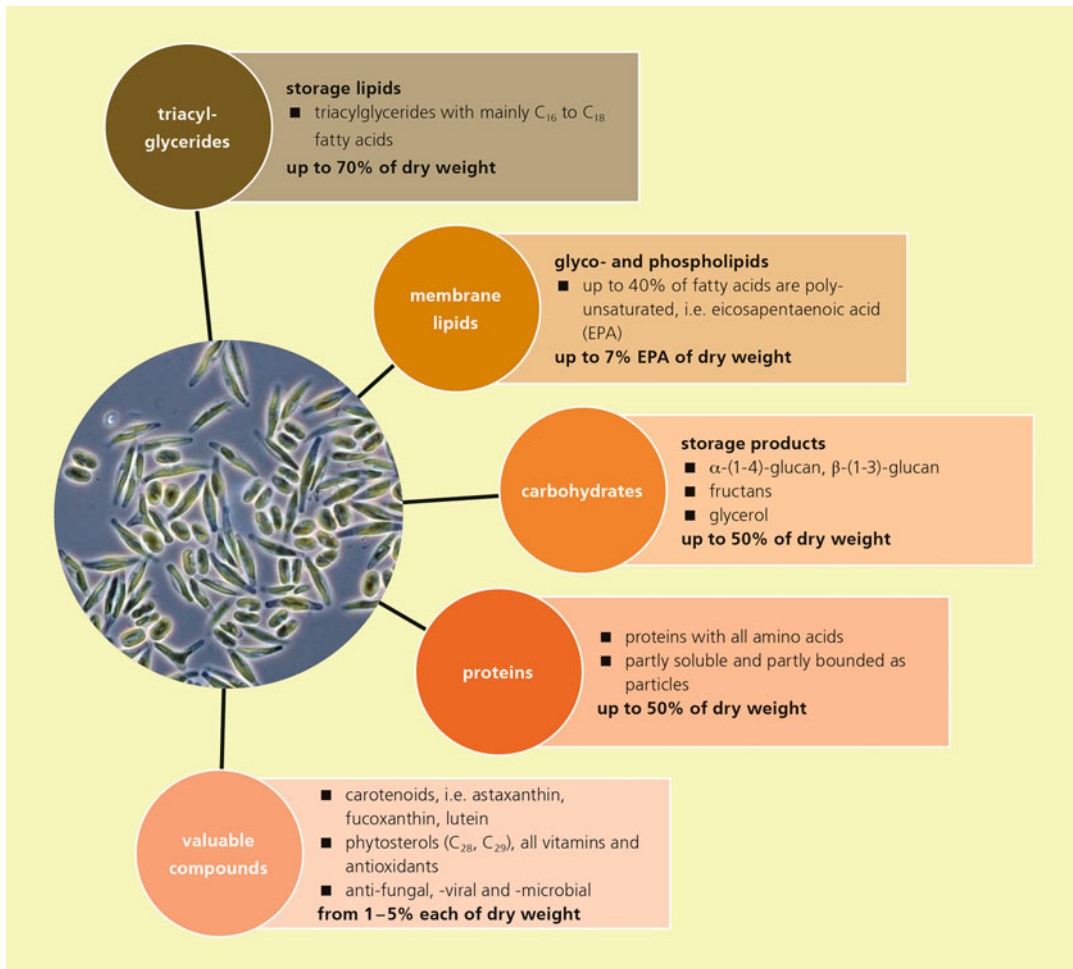 triacyl-
glycerides
storage lipids
■ triacylglycerides with mainly C₁₆ to C₁₈
fatty acids
up to 70% of dry weight
membrane
lipids
glyco- and phospholipids
■ up to 40% of fatty acids are poly-
unsaturated, i.e. eicosapentaenoic acid
(EPA)
up to 7% EPA of dry weight
carbohydrates
storage products
■ α-(1-4)-glucan, β-(1-3)-glucan
■ fructans
■ glycerol
up to 50% of dry weight
proteins
■ proteins with all amino acids
■ partly soluble and partly bounded as
particles
up to 50% of dry weight
valuable
compounds
■ carotenoids, i.e. astaxanthin,
fucoxanthin, lutein
■ phytosterols (C₂₈, C₂₉), all vitamins and
antioxidants
■ anti-fungal, -viral and -microbial
from 1–5% each of dry weight